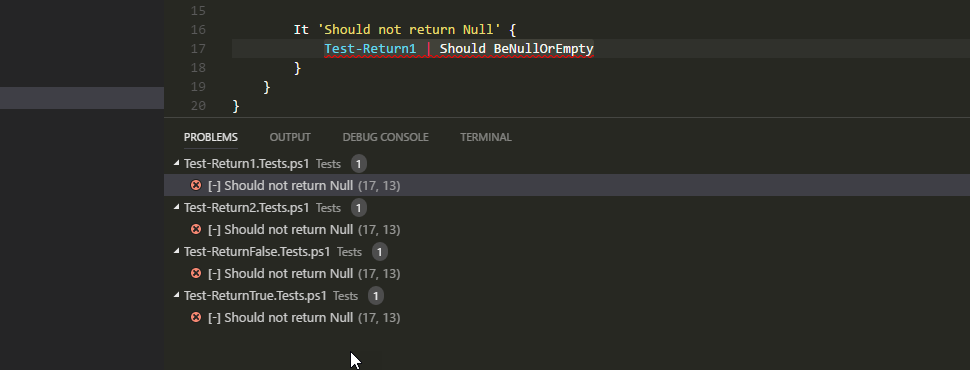 15
16 It 'Should not return Null' {
17 Test-Return1 | Should BeNullOrEmpty
18 }
19 }
20 }
PROBLEMS OUTPUT DEBUG CONSOLE TERMINAL
Test-Return1.Tests.ps1 Tests 1
[-] Should not return Null (17, 13)
Test-Return2.Tests.ps1 Tests 1
[-] Should not return Null (17, 13)
Test-ReturnFalse.Tests.ps1 Tests 1
[-] Should not return Null (17, 13)
Test-ReturnTrue.Tests.ps1 Tests 1
[-] Should not return Null (17, 13)